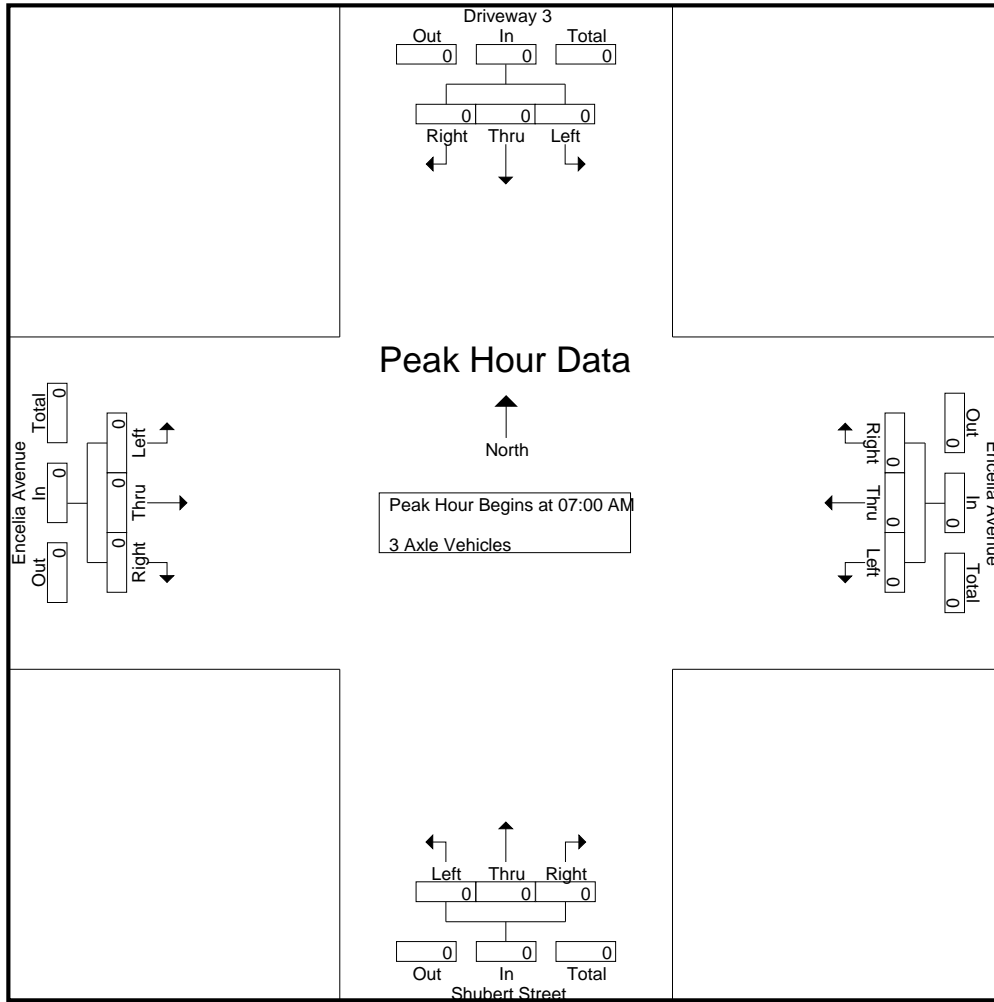 Driveway 3
Out In Total
0 0 0
0 0 0
Right Thru Left
Peak Hour Data
North
Peak Hour Begins at 07:00 AM
3 Axle Vehicles
Encelia Avenue
Out In Total
0 0 0
0 0 0
Right Thru Left
Encelia Avenue
Out In Total
0 0 0
0 0 0
Left Thru Right
Left Thru Right
0 0 0
0 0 0
Out In Total
Shubert Street